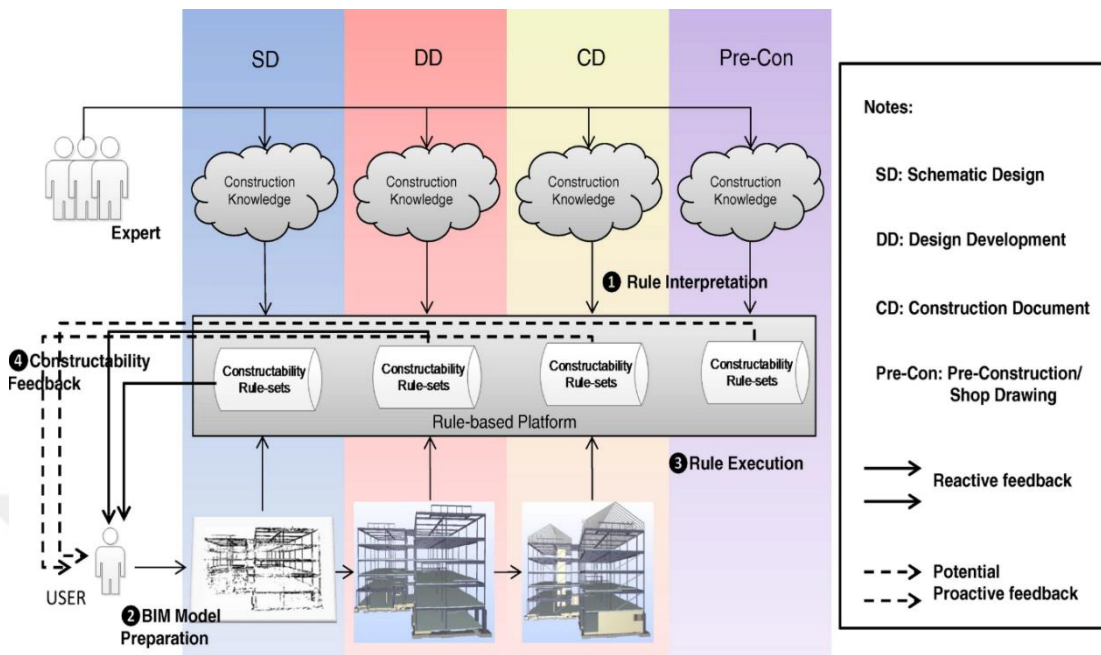 SD
DD
CD
Pre-Con
Expert
Construction
Knowledge
Construction
Knowledge
Construction
Knowledge
Construction
Knowledge
1 Rule Interpretation
4 Constructability
Feedback
Constructability
Rule-sets
Constructability
Rule-sets
Constructability
Rule-sets
Constructability
Rule-sets
Rule-based Platform
3 Rule Execution
USER
2 BIM Model
Preparation
Notes:
SD: Schematic Design
DD: Design Development
CD: Construction Document
Pre-Con: Pre-Construction/
Shop Drawing
Reactive feedback
Potential
Proactive feedback